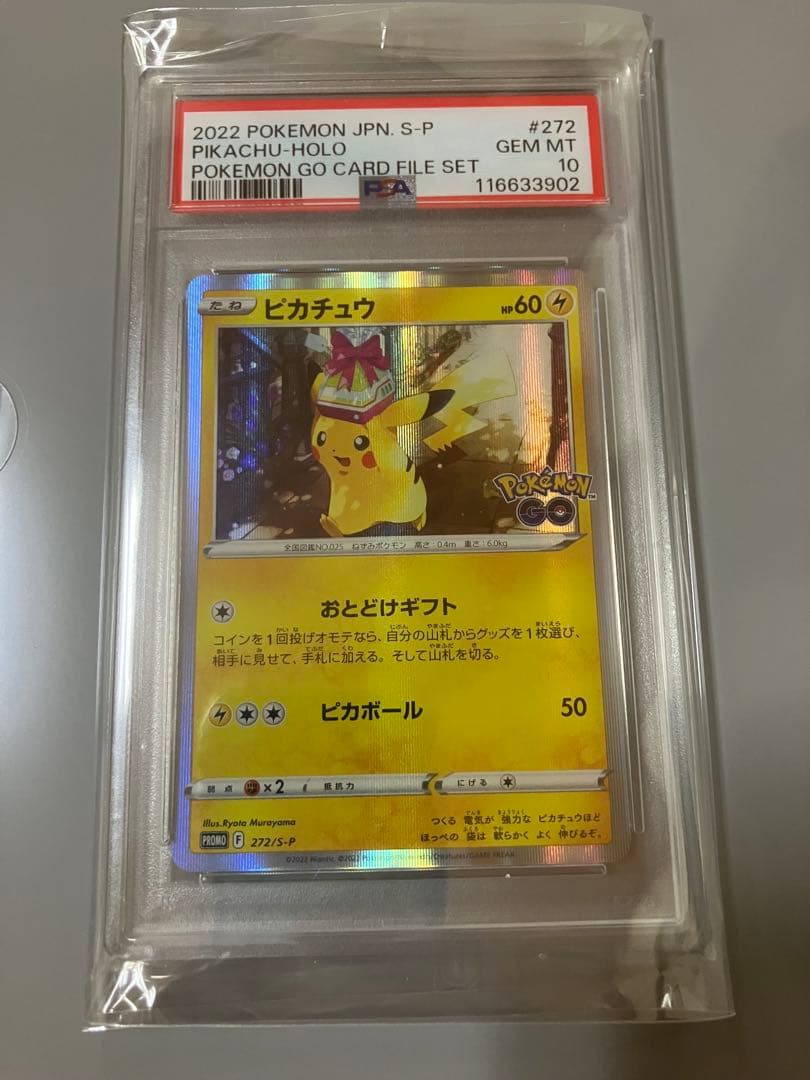 2022 POKEMON JPN. S-P #272
PIKACHU-HOLO GEM MT
POKEMON GO CARD FILE SET 10
PSA 116633902
たね ピカチュウ HP60
POKéMON GO
全国図鑑NO.025 ねずみポケモン 高さ:0.4m 重さ:6.0kg
おとどけギフト
コインを1回投げオモテなら、自分の山札からグッズを1枚選び、
相手に見せて、手札に加える。そして山札を切る。
ピカボール 50
弱点 ×2 抵抗力 にげる
Illus.Ryota Murayama
つくる 電気が 強力な ピカチュウほど
ほっぺの 袋は 軟らかく よく 伸びるぞ。
PROMO F 272/S-P
©2022 Niantic. ©2022 Pokémon/Nintendo/Creatures/GAME FREAK